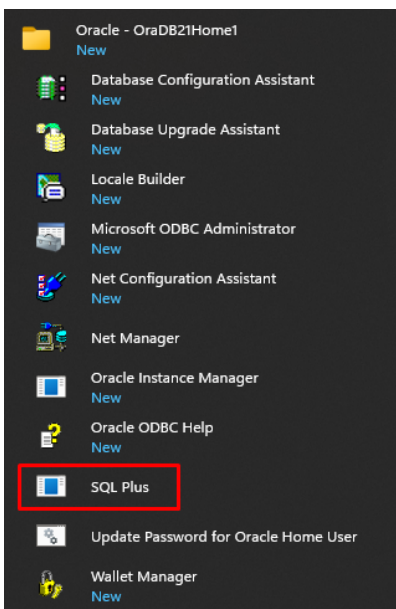 Oracle - OraDB21Home1
New
Database Configuration Assistant
New
Database Upgrade Assistant
New
Locale Builder
New
Microsoft ODBC Administrator
New
Net Configuration Assistant
New
Net Manager
Oracle Instance Manager
New
Oracle ODBC Help
New
SQL Plus
Update Password for Oracle Home User
Wallet Manager
New